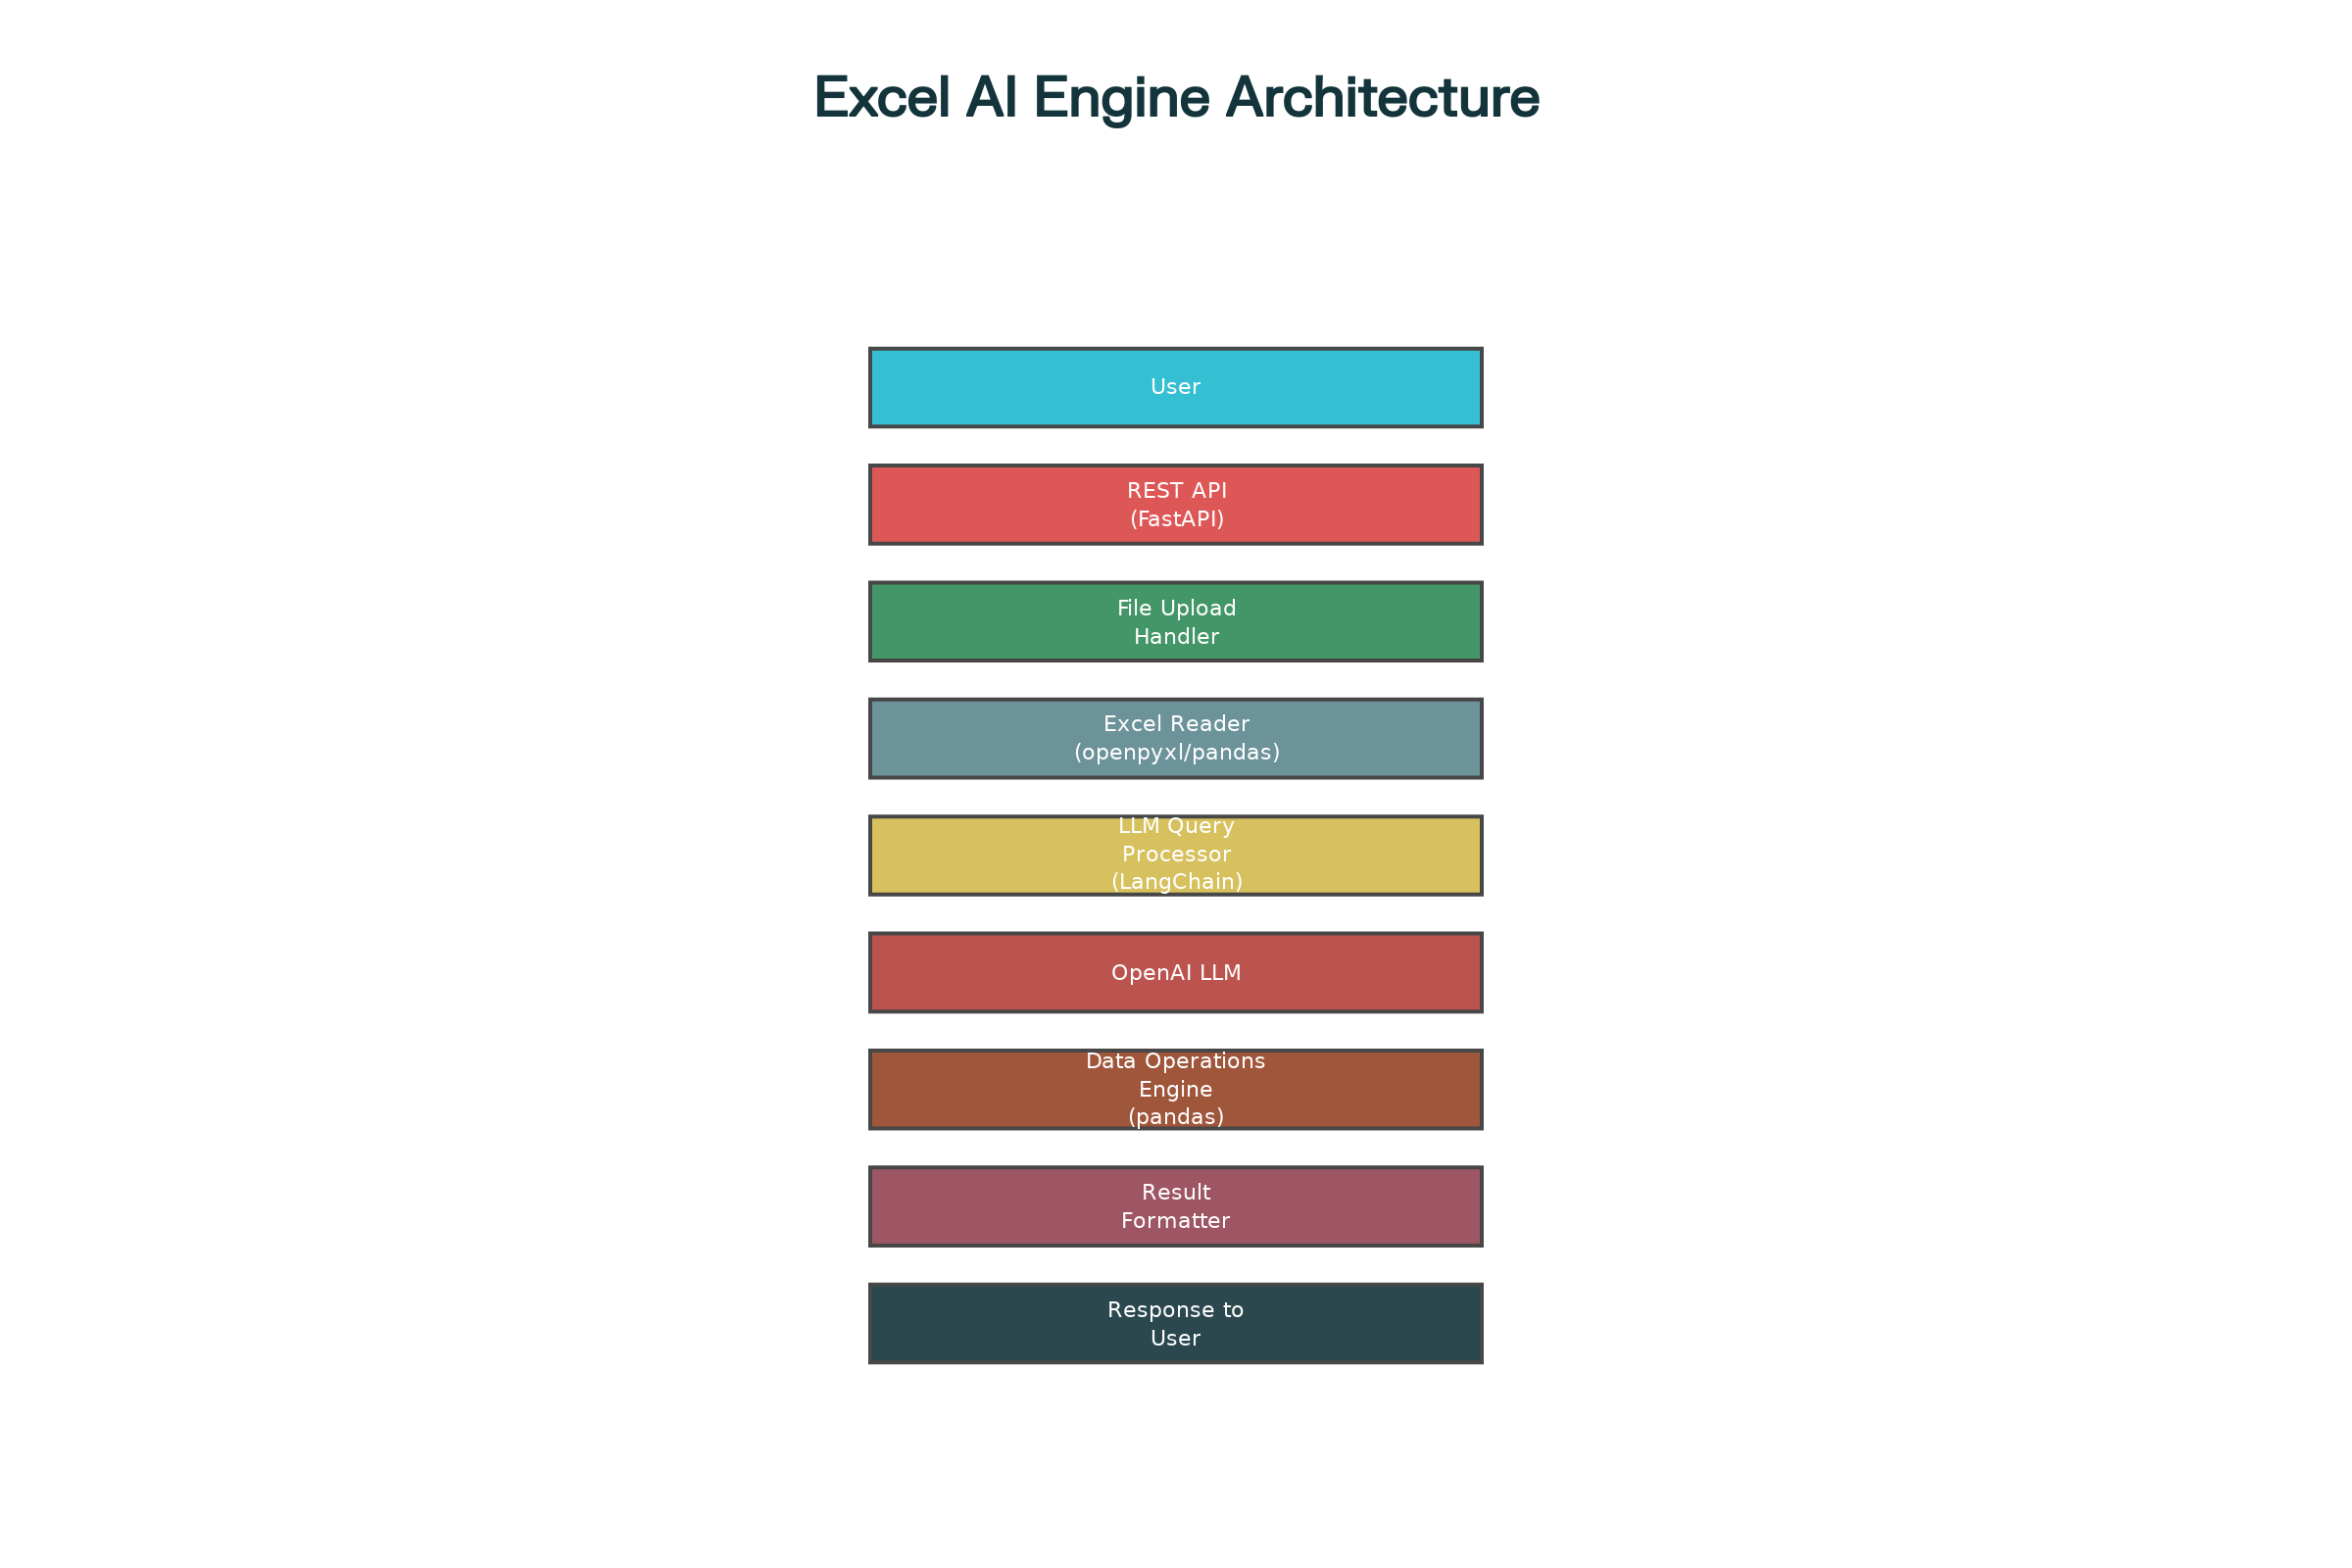 Excel AI Engine Architecture
User
REST API
(FastAPI)
File Upload
Handler
Excel Reader
(openpyxl/pandas)
LLM Query
Processor
(LangChain)
OpenAI LLM
Data Operations
Engine
(pandas)
Result
Formatter
Response to
User